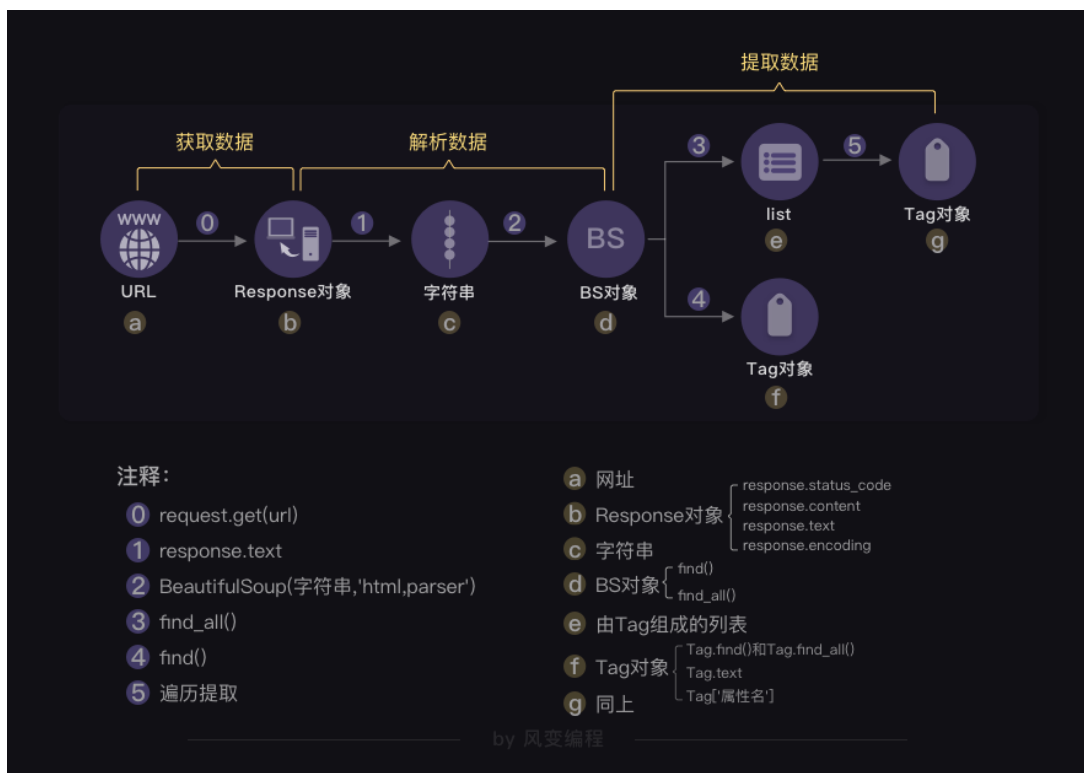 提取数据
获取数据
解析数据
WWW
0
1
2
BS
3
5
4
list
Tag对象
e
g
URL
Response对象
字符串
BS对象
a
b
c
d
Tag对象
f
注释：
0 request.get(url)
1 response.text
2 BeautifulSoup(字符串,'html,parser')
3 find_all()
4 find()
5 遍历提取
a 网址
b Response对象
response.status_code
response.content
response.text
response.encoding
c 字符串
d BS对象
find()
find_all()
e 由Tag组成的列表
f Tag对象
Tag.find()和Tag.find_all()
Tag.text
Tag['属性名']
g 同上
by 风变编程